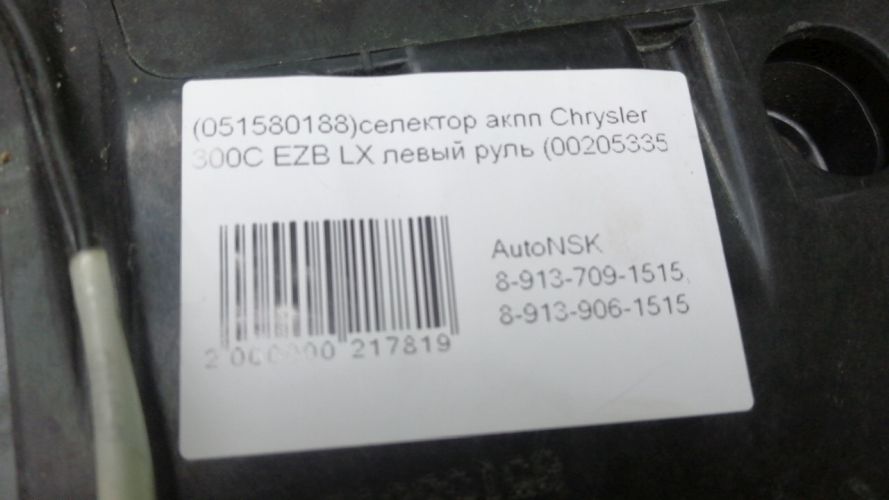 (051580188)селектор акпп Chrysler
300C EZB LX левый руль (00205335
AutoNSK
8-913-709-1515,
8-913-906-1515
2 000000 217819